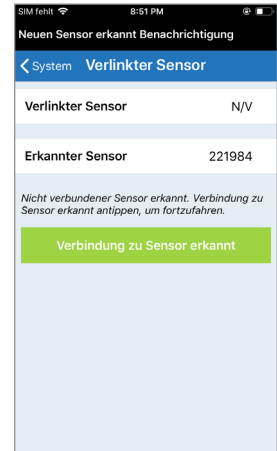 SIM fehlt 8:51 PM
Neuen Sensor erkannt Benachrichtigung
System Verlinkter Sensor
Verlinkter Sensor N/V
Erkannter Sensor 221984
Nicht verbundener Sensor erkannt. Verbindung zu
Sensor erkannt antippen, um fortzufahren.
Verbindung zu Sensor erkannt